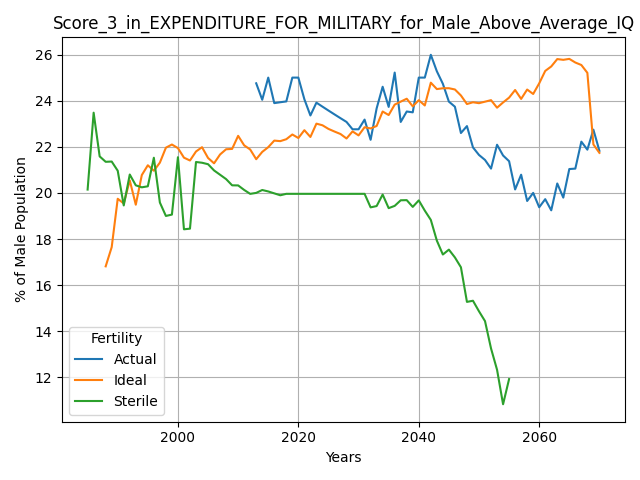 Score_3_in_EXPENDITURE_FOR_MILITARY_for_Male_Above_Average_IQ
% of Male Population
26
24
22
20
18
16
14
12
Fertility
Actual
Ideal
Sterile
2000
2020
2040
2060
Years